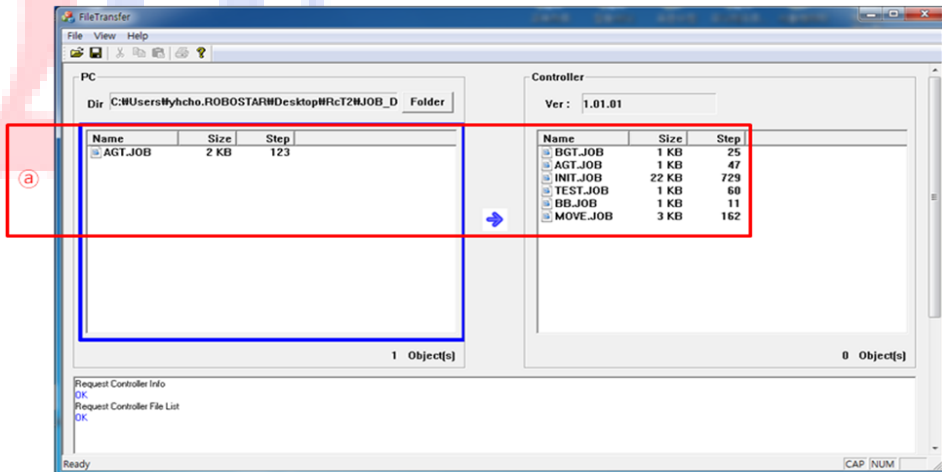 FileTransfer
File View Help
PC
Dir C:₩Users₩yhcho.ROBOSTAR₩Desktop₩RcT2₩JOB_D Folder
Name Size Step
AGT.JOB 2 KB 123
1 Object(s)
Controller
Ver : 1.01.01
Name Size Step
BGT.JOB 1 KB 25
AGT.JOB 1 KB 47
INIT.JOB 22 KB 729
TEST.JOB 1 KB 60
BB.JOB 1 KB 11
MOVE.JOB 3 KB 162
0 Object(s)
ⓐ
Request Controller Info
OK
Request Controller File List
OK
Ready CAP NUM